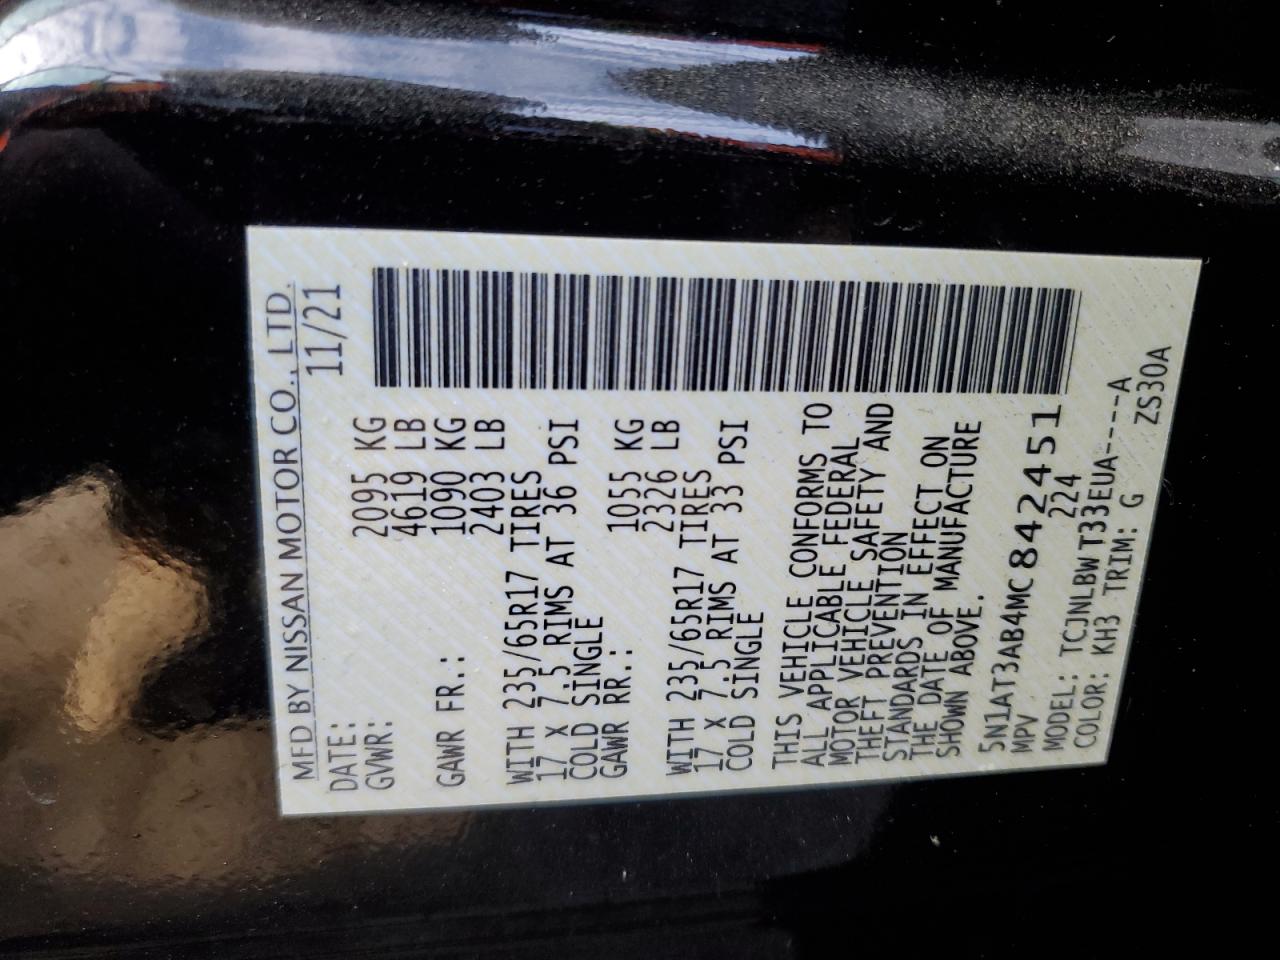 MFD BY NISSAN MOTOR CO., LTD.
DATE: 11/21
GVWR: 2095 KG
4619 LB
GAWR FR.: 1090 KG
2403 LB
WITH 235/65R17 TIRES
17 X 7.5 RIMS AT 36 PSI
COLD SINGLE
GAWR RR.: 1055 KG
2326 LB
WITH 235/65R17 TIRES
17 X 7.5 RIMS AT 33 PSI
COLD SINGLE
THIS VEHICLE CONFORMS TO
ALL APPLICABLE FEDERAL
MOTOR VEHICLE SAFETY AND
THEFT PREVENTION
STANDARDS IN EFFECT ON
THE DATE OF MANUFACTURE
SHOWN ABOVE.
5N1AT3AB4MC842451
MPV 224
MODEL: TCJNLBW T33EUA----A
COLOR: KH3 TRIM: G ZS30A